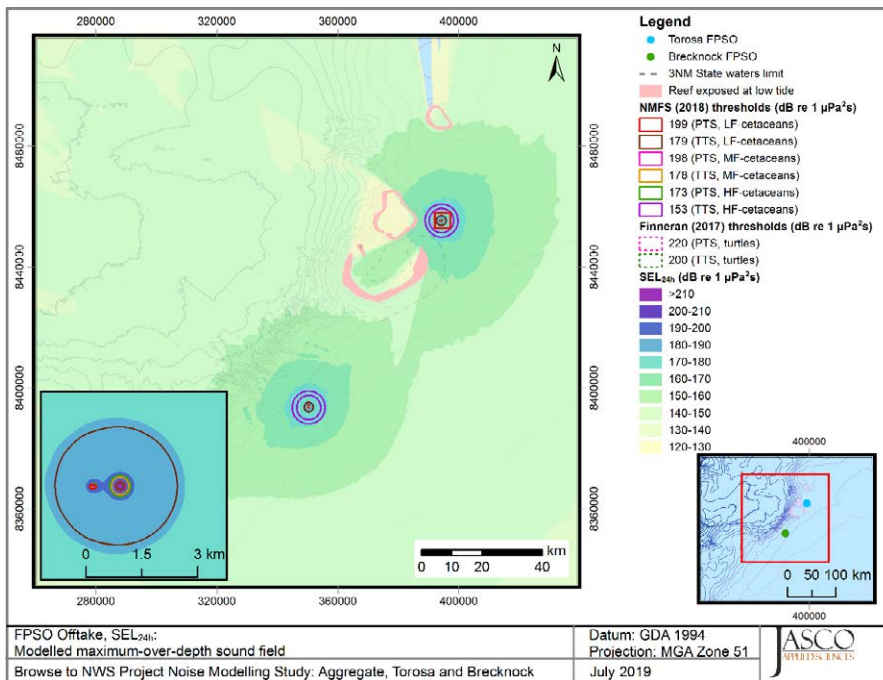 280000 320000 360000 400000
N
8480000
8440000
8400000
8360000
0 1.5 3 km
km
0 10 20 40
280000 320000 360000 400000
Legend
Torosa FPSO
Brecknock FPSO
3NM State waters limit
Reef exposed at low tide
NMFS (2018) thresholds (dB re 1 µPa²s)
199 (PTS, LF-cetaceans)
179 (TTS, LF-cetaceans)
198 (PTS, MF-cetaceans)
178 (TTS, MF-cetaceans)
173 (PTS, HF-cetaceans)
153 (TTS, HF-cetaceans)
Finneran (2017) thresholds (dB re 1 µPa²s)
220 (PTS, turtles)
200 (TTS, turtles)
SEL24h (dB re 1 µPa²s)
>210
200-210
190-200
180-190
170-180
160-170
150-160
140-150
130-140
120-130
400000
0 50 100 km
400000
FPSO Offtake, SEL24h:
Modelled maximum-over-depth sound field
Browse to NWS Project Noise Modelling Study: Aggregate, Torosa and Brecknock
Datum: GDA 1994
Projection: MGA Zone 51
July 2019
JASCO
APPLIED SCIENCES